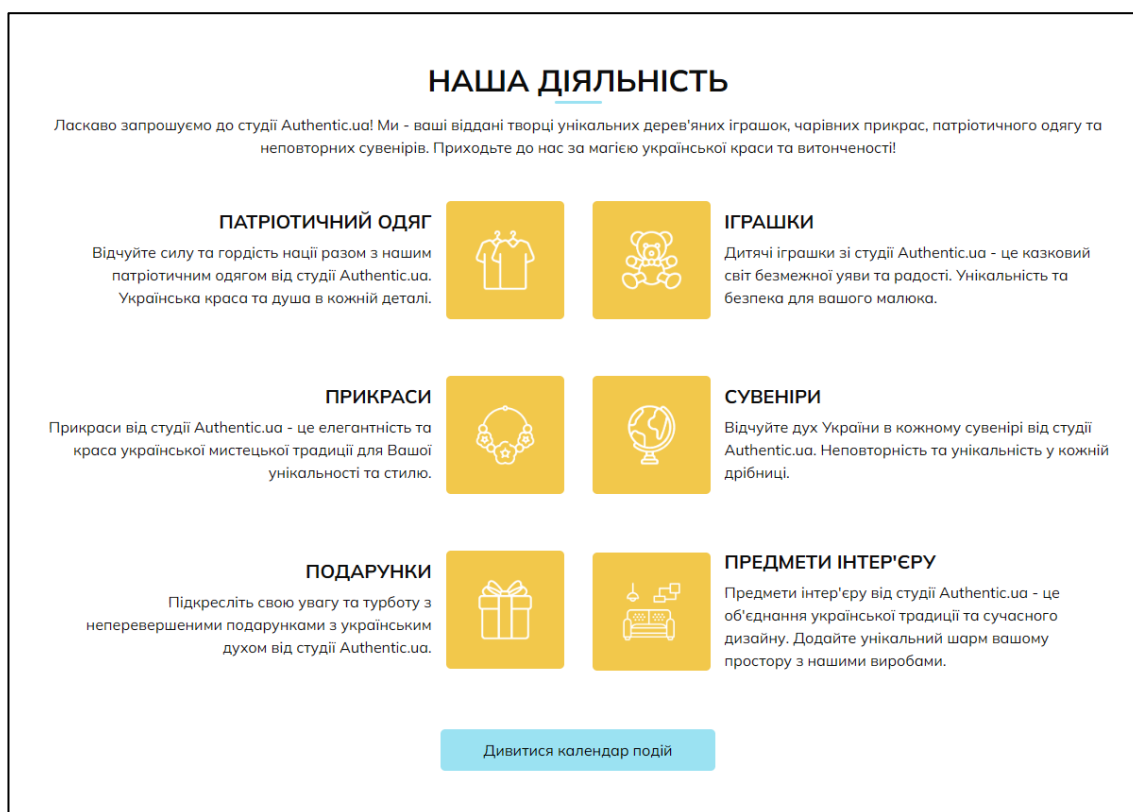 НАША ДІЯЛЬНІСТЬ
Ласкаво запрошуємо до студії Authentic.ua! Ми - ваші віддані творці унікальних дерев'яних іграшок, чарівних прикрас, патріотичного одягу та
неповторних сувенірів. Приходьте до нас за магією української краси та витонченості!
ПАТРІОТИЧНИЙ ОДЯГ
Відчуйте силу та гордість нації разом з нашим
патріотичним одягом від студії Authentic.ua.
Українська краса та душа в кожній деталі.
ІГРАШКИ
Дитячі іграшки зі студії Authentic.ua - це казковий
світ безмежної уяви та радості. Унікальність та
безпека для вашого малюка.
ПРИКРАСИ
Прикраси від студії Authentic.ua - це елегантність та
краса української мистецької традиції для Вашої
унікальності та стилю.
СУВЕНІРИ
Відчуйте дух України в кожному сувенірі від студії
Authentic.ua. Неповторність та унікальність у кожній
дрібниці.
ПОДАРУНКИ
Підкресліть свою увагу та турботу з
неперевершеними подарунками з українським
духом від студії Authentic.ua.
ПРЕДМЕТИ ІНТЕР'ЄРУ
Предмети інтер'єру від студії Authentic.ua - це
об'єднання української традиції та сучасного
дизайну. Додайте унікальний шарм вашому
простору з нашими виробами.
Дивитися календар подій